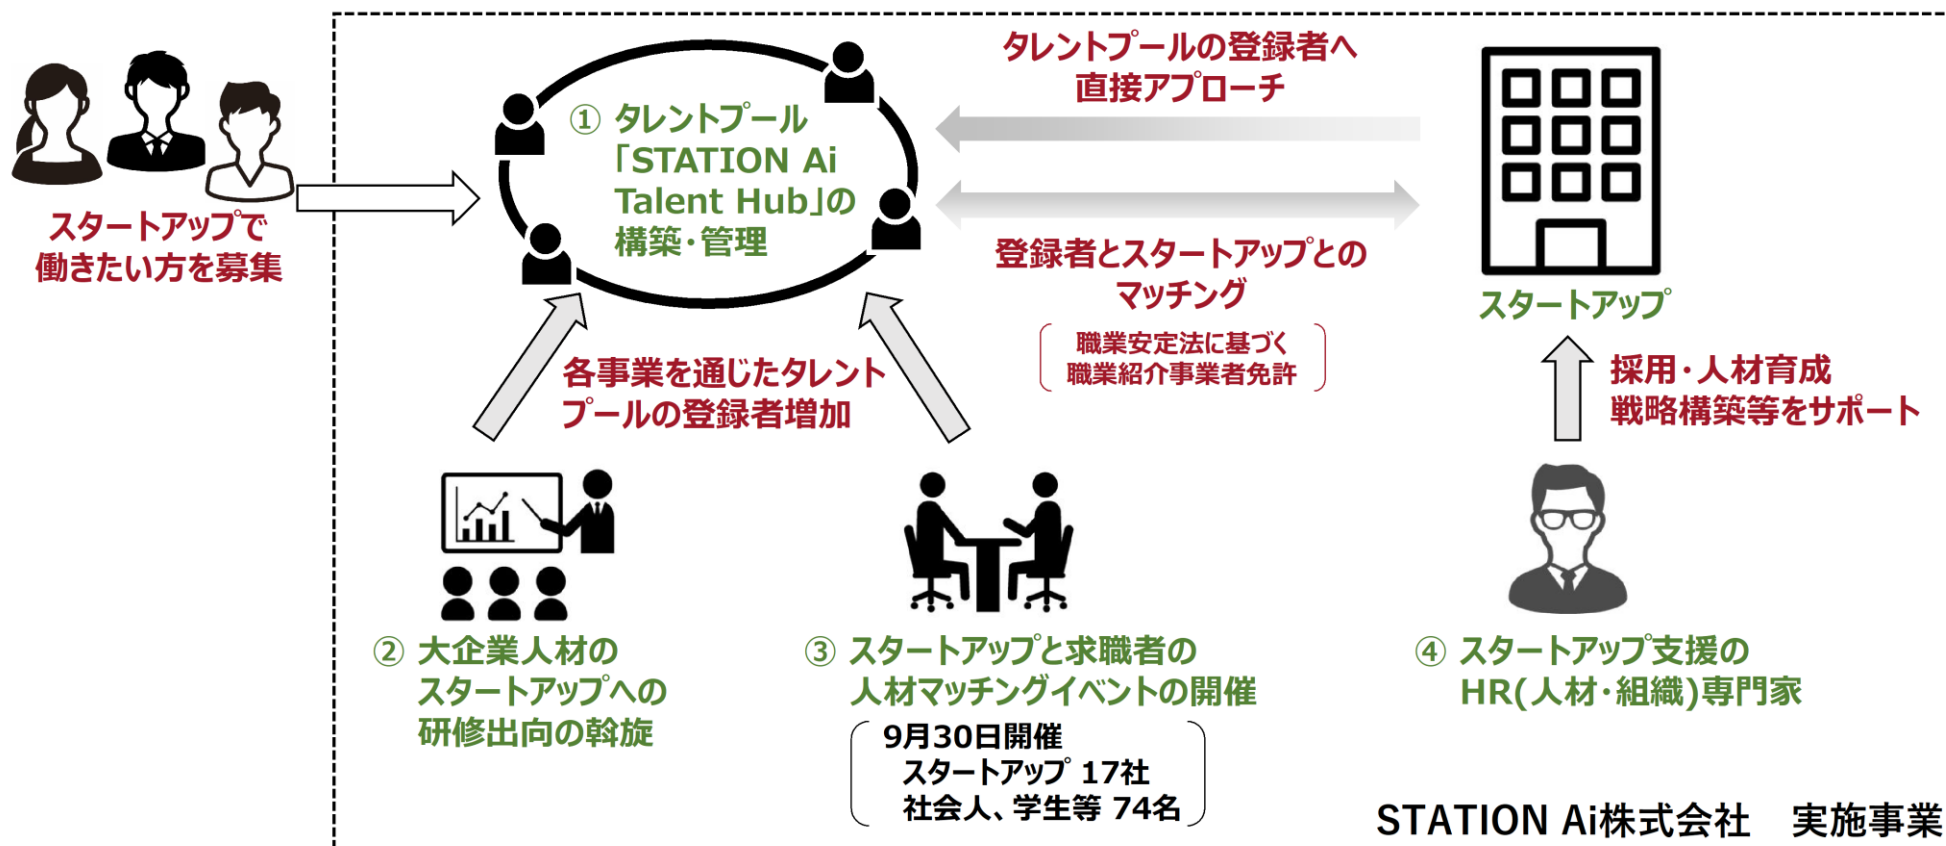 スタートアップで
働きたい方を募集
① タレントプール
「STATION Ai
Talent Hub」の
構築・管理
タレントプールの登録者へ
直接アプローチ
登録者とスタートアップとの
マッチング
職業安定法に基づく
職業紹介事業者免許
スタートアップ
各事業を通じたタレント
プールの登録者増加
採用・人材育成
戦略構築等をサポート
② 大企業人材の
スタートアップへの
研修出向の斡旋
③ スタートアップと求職者の
人材マッチングイベントの開催
9月30日開催
スタートアップ 17社
社会人、学生等 74名
④ スタートアップ支援の
HR(人材・組織)専門家
STATION Ai株式会社　実施事業